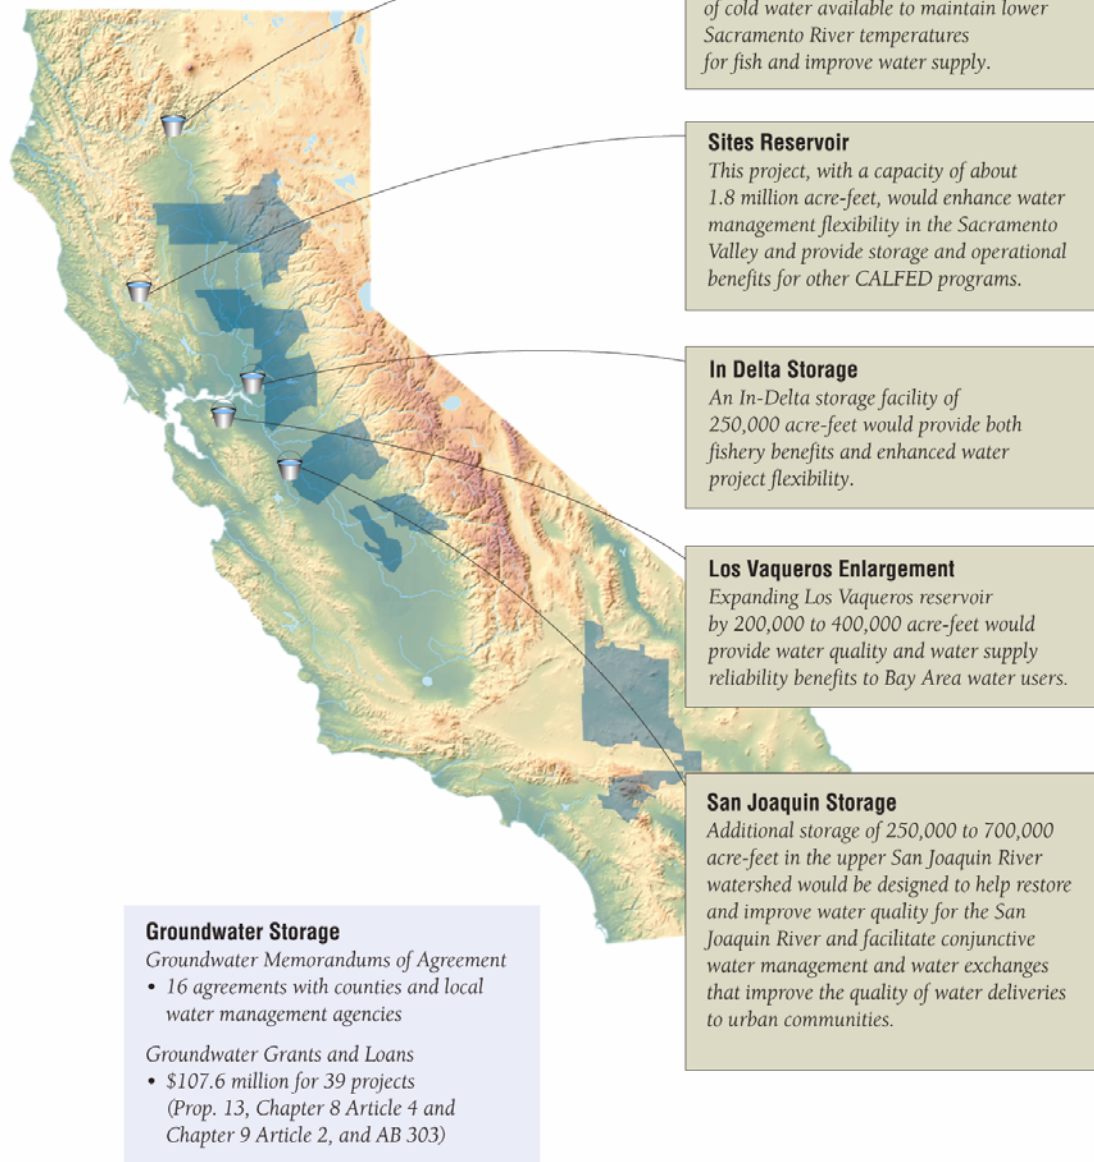 of cold water available to maintain lower
Sacramento River temperatures
for fish and improve water supply.
Sites Reservoir
This project, with a capacity of about
1.8 million acre-feet, would enhance water
management flexibility in the Sacramento
Valley and provide storage and operational
benefits for other CALFED programs.
In Delta Storage
An In-Delta storage facility of
250,000 acre-feet would provide both
fishery benefits and enhanced water
project flexibility.
Los Vaqueros Enlargement
Expanding Los Vaqueros reservoir
by 200,000 to 400,000 acre-feet would
provide water quality and water supply
reliability benefits to Bay Area water users.
San Joaquin Storage
Additional storage of 250,000 to 700,000
acre-feet in the upper San Joaquin River
watershed would be designed to help restore
and improve water quality for the San
Joaquin River and facilitate conjunctive
water management and water exchanges
that improve the quality of water deliveries
to urban communities.
Groundwater Storage
Groundwater Memorandums of Agreement
• 16 agreements with counties and local
water management agencies
Groundwater Grants and Loans
• $107.6 million for 39 projects
(Prop. 13, Chapter 8 Article 4 and
Chapter 9 Article 2, and AB 303)